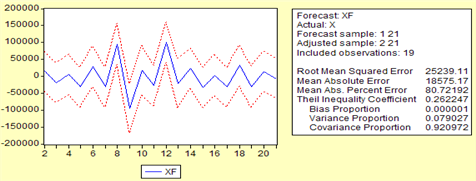 200000
150000
100000
50000
0
-50000
-100000
-150000
-200000
2 4 6 8 10 12 14 16 18 20
XF
Forecast: XF
Actual: X
Forecast sample: 1 21
Adjusted sample: 2 21
Included observations: 19
Root Mean Squared Error 25239.11
Mean Absolute Error 18575.17
Mean Abs. Percent Error 80.72192
Theil Inequality Coefficient 0.262247
Bias Proportion 0.000001
Variance Proportion 0.079027
Covariance Proportion 0.920972